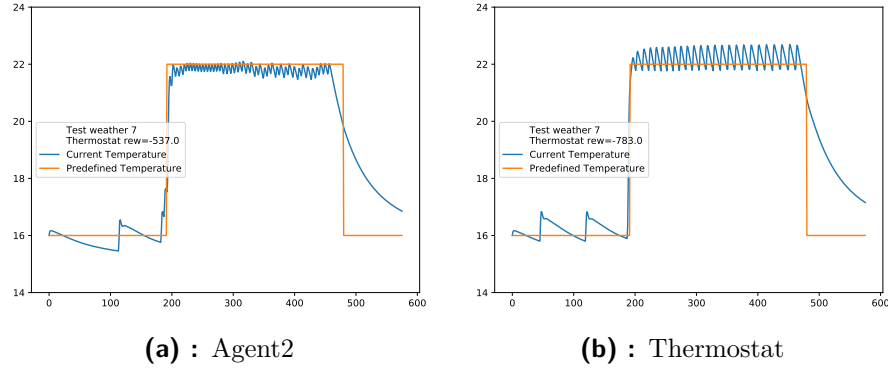 24
22
20
18
16
14
0
100
200
300
400
500
600
Test weather 7
Thermostat rew=-537.0
Current Temperature
Predefined Temperature
(a) : Agent2
24
22
20
18
16
14
0
100
200
300
400
500
600
Test weather 7
Thermostat rew=-783.0
Current Temperature
Predefined Temperature
(b) : Thermostat